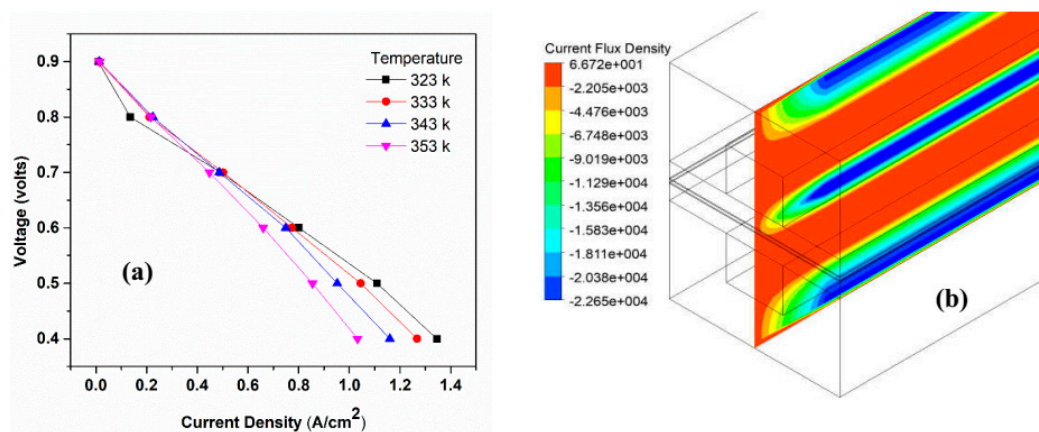 Temperature
323 k
333 k
343 k
353 k
0.9
0.8
0.7
0.6
0.5
0.4
Voltage (volts)
(a)
0.0 0.2 0.4 0.6 0.8 1.0 1.2 1.4
Current Density (A/cm²)
Current Flux Density
6.672e+001
-2.205e+003
-4.476e+003
-6.748e+003
-9.019e+003
-1.129e+004
-1.356e+004
-1.583e+004
-1.811e+004
-2.038e+004
-2.265e+004
(b)